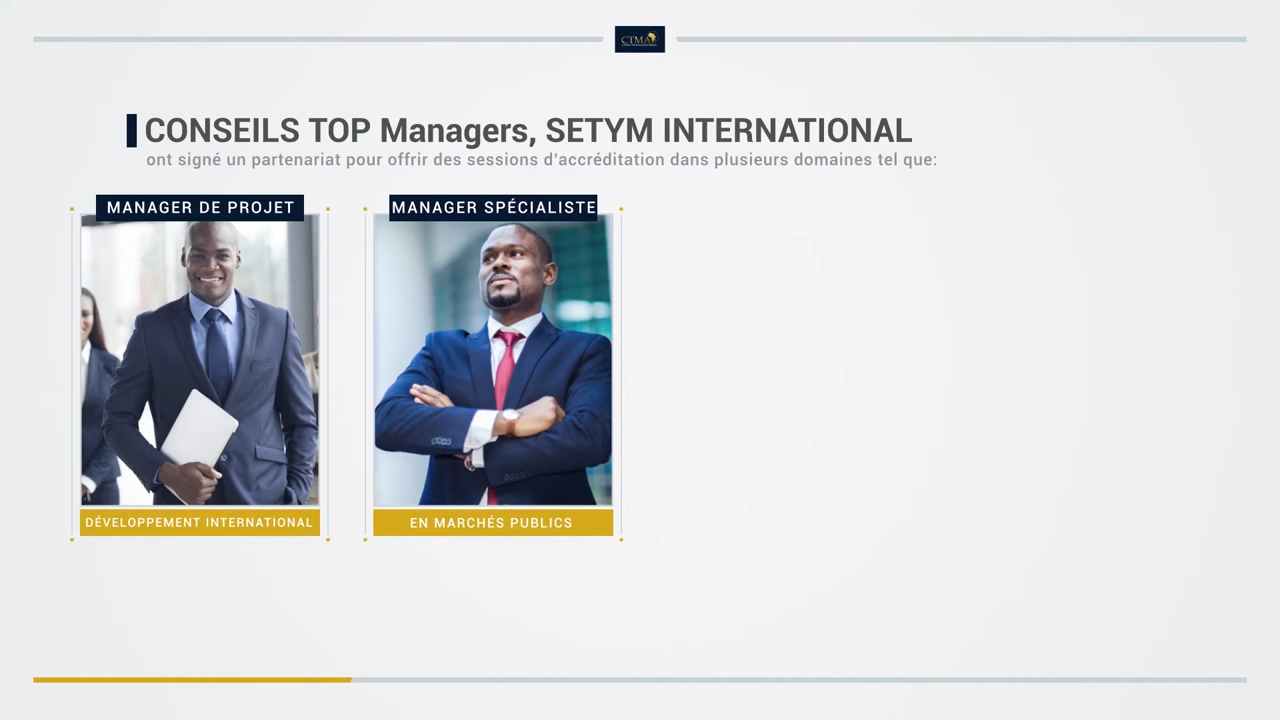 CTMA
CONSEILS TOP Managers, SETYM INTERNATIONAL
ont signé un partenariat pour offrir des sessions d'accréditation dans plusieurs domaines tel que:
MANAGER DE PROJET
DÉVELOPPEMENT INTERNATIONAL
MANAGER SPÉCIALISTE
EN MARCHÉS PUBLICS